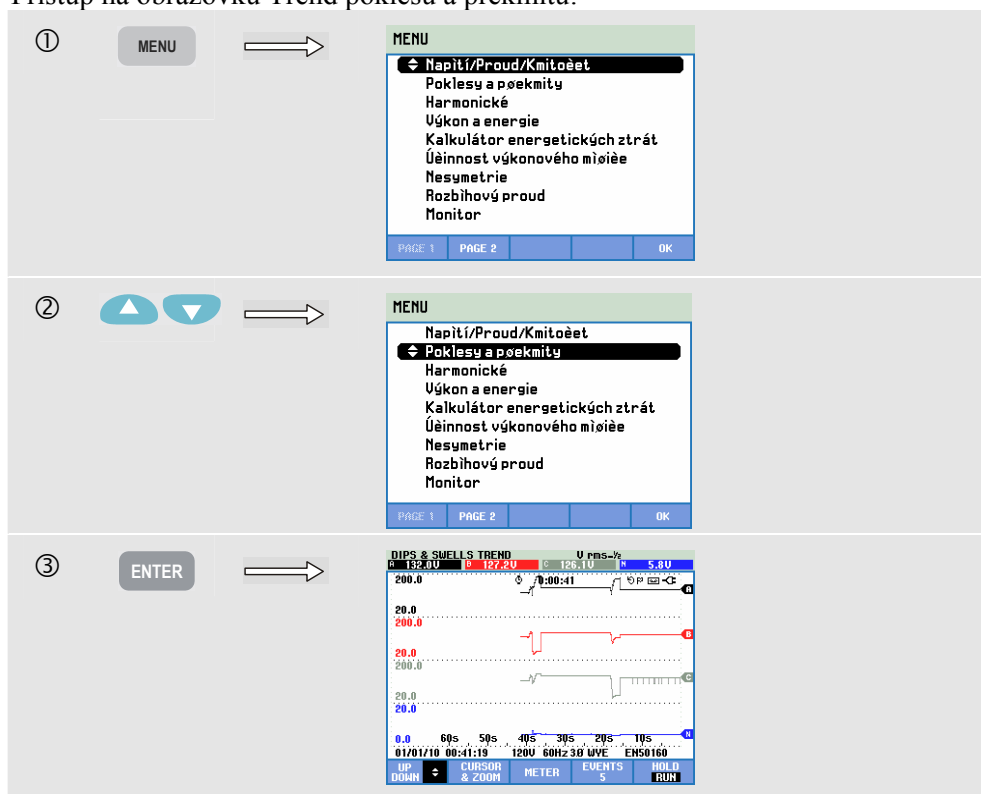 Přístup na obrazovku Trend poklesů a překmitů:
①
MENU
MENU
Napìtí/Proud/Kmitoèet
Poklesy a pøekmity
Harmonické
Výkon a energie
Kalkulátor energetických ztrát
Úèinnost výkonového mìøièe
Nesymetrie
Rozbìhový proud
Monitor
PAGE 1 PAGE 2 OK
②
MENU
Napìtí/Proud/Kmitoèet
Poklesy a pøekmity
Harmonické
Výkon a energie
Kalkulátor energetických ztrát
Úèinnost výkonového mìøièe
Nesymetrie
Rozbìhový proud
Monitor
PAGE 1 PAGE 2 OK
③
ENTER
DIPS & SWELLS TREND U rms-½
A 132.0U B 127.2U C 126.1U N 5.8U
200.0 0:00:41 P
A
20.0
200.0
B
20.0
200.0
C
20.0
20.0
N
0.0 60s 50s 40s 30s 20s 10s
01/01/10 00:41:19 120U 60Hz 3Ø WYE EN50160
UP DOWN CURSOR & ZOOM METER EVENTS 5 HOLD RUN